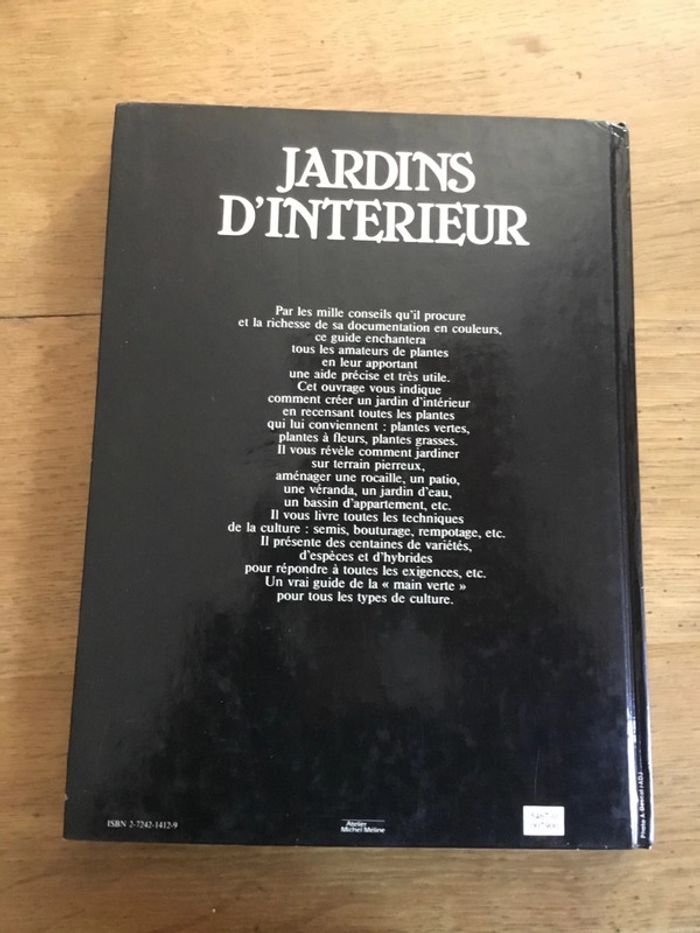 JARDINS
D'INTERIEUR
Par les mille conseils qu'il procure
et la richesse de sa documentation en couleurs,
ce guide enchantera
tous les amateurs de plantes
en leur apportant
une aide précise et très utile.
Cet ouvrage vous indique
comment créer un jardin d'intérieur
en recensant toutes les plantes
qui lui conviennent : plantes vertes,
plantes à fleurs, plantes grasses.
Il vous révèle comment jardiner
sur terrain pierreux,
aménager une rocaille, un patio,
une véranda, un jardin d'eau,
un bassin d'appartement, etc.
Il vous livre toutes les techniques
de la culture : semis, bouturage, rempotage, etc.
Il présente des centaines de variétés,
d'espèces et d'hybrides
pour répondre à toutes les exigences, etc.
Un vrai guide de la « main verte »
pour tous les types de culture.
ISBN 2-7242-1412-9
Atelier
Michel Méline